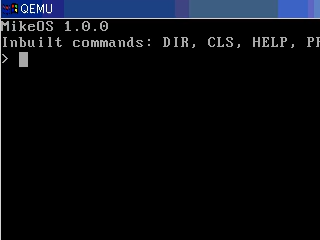 QEMU
MikeOS 1.0.0
Inbuilt commands: DIR, CLS, HELP,
>